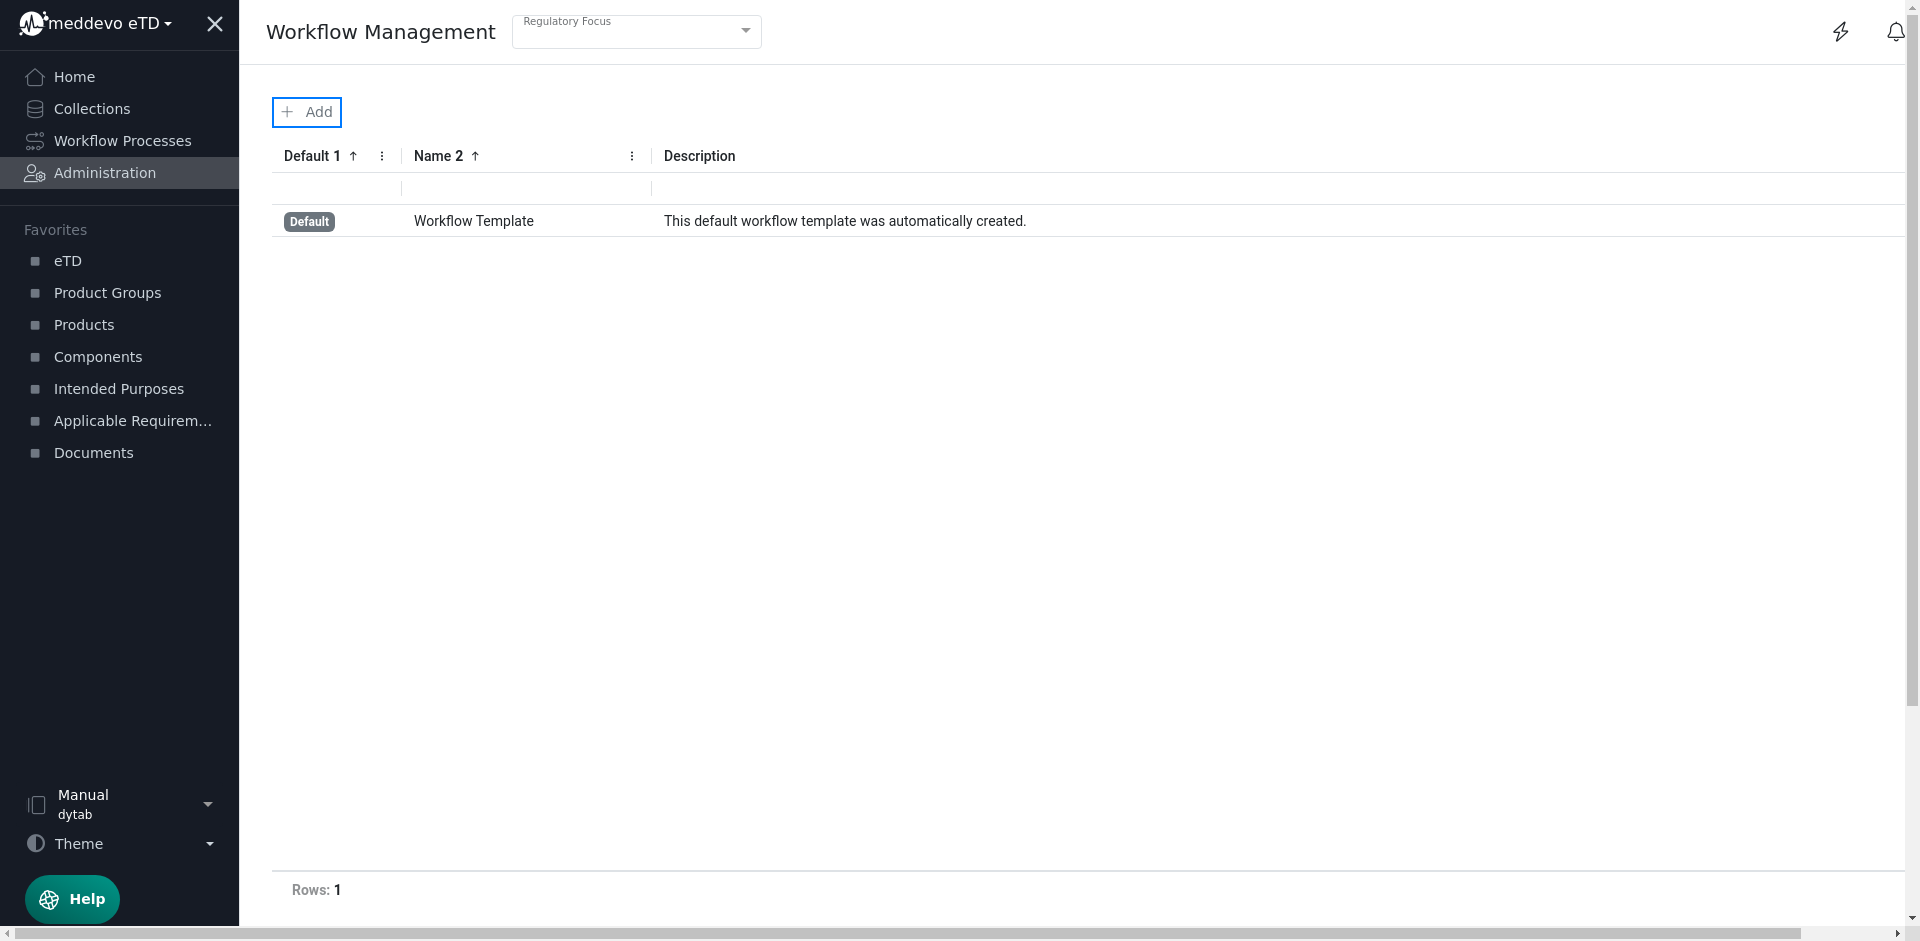 meddevo eTD
Home
Collections
Workflow Processes
Administration
Favorites
eTD
Product Groups
Products
Components
Intended Purposes
Applicable Requirem...
Documents
Manual
dytab
Theme
Help
Workflow Management
Regulatory Focus
Add
Default 1 Name 2 Description
Default Workflow Template This default workflow template was automatically created.
Rows: 1